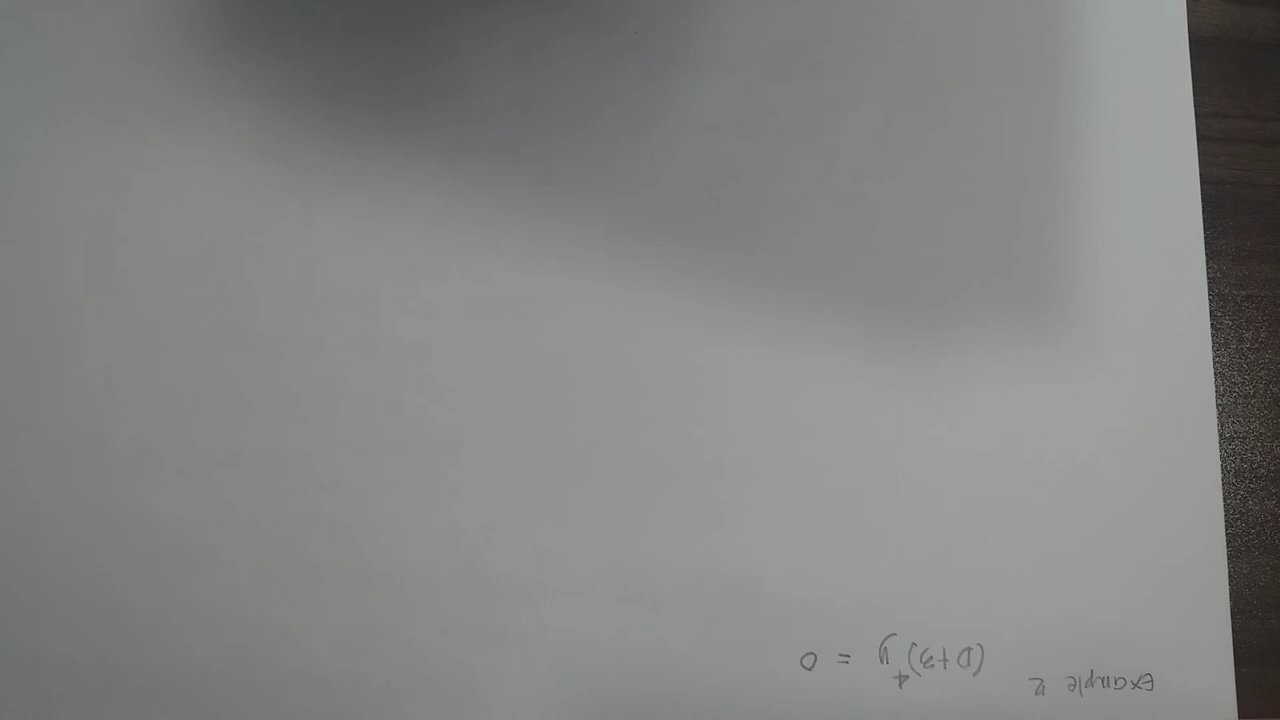 Example 2
(D+3)⁴y = 0